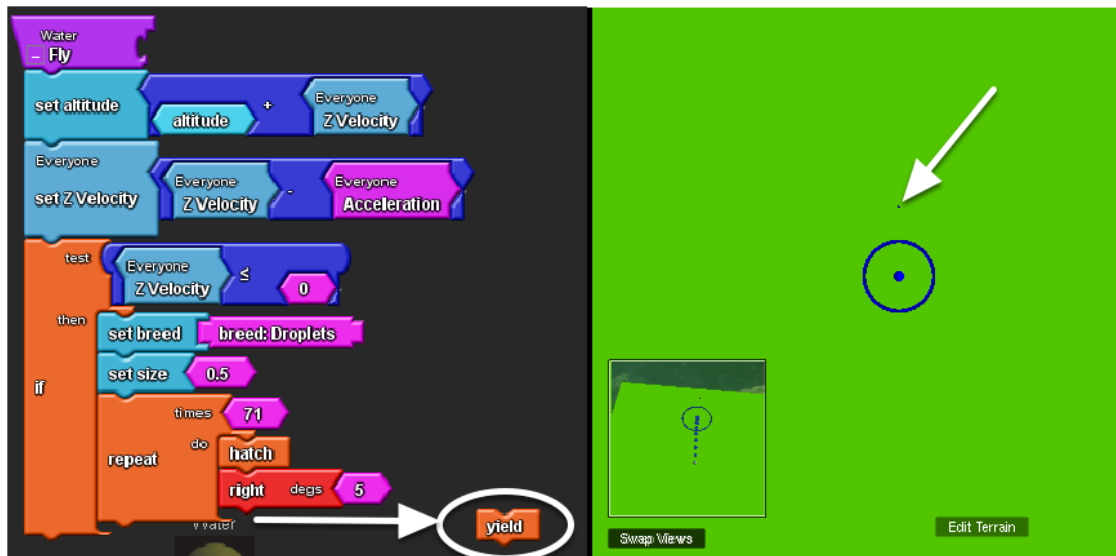 Water
Fly
set altitude
altitude
+
Everyone
Z Velocity
Everyone
set Z Velocity
Everyone
Z Velocity
-
Everyone
Acceleration
if
test
Everyone
Z Velocity
≤
0
then
set breed
breed: Droplets
set size
0.5
repeat
times
71
do
hatch
right
degs
5
Water
yield
Swap Views
Edit Terrain